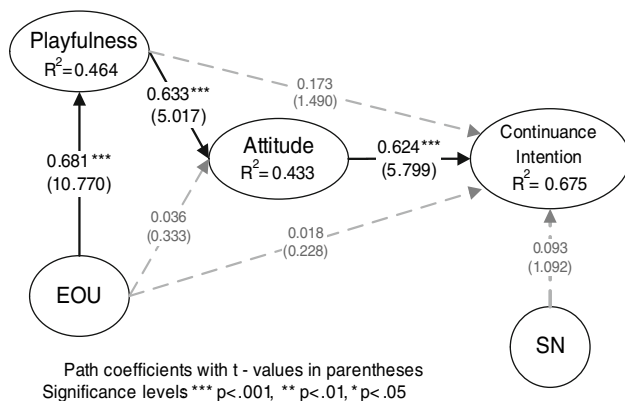 Playfulness
R²= 0.464
0.633 ***
(5.017)
0.173
(1.490)
Attitude
R²= 0.433
0.624 ***
(5.799)
Continuance
Intention
R²= 0.675
0.681 ***
(10.770)
0.036
(0.333)
0.018
(0.228)
0.093
(1.092)
EOU
SN
Path coefficients with t - values in parentheses
Significance levels *** p<.001, ** p<.01, * p<.05